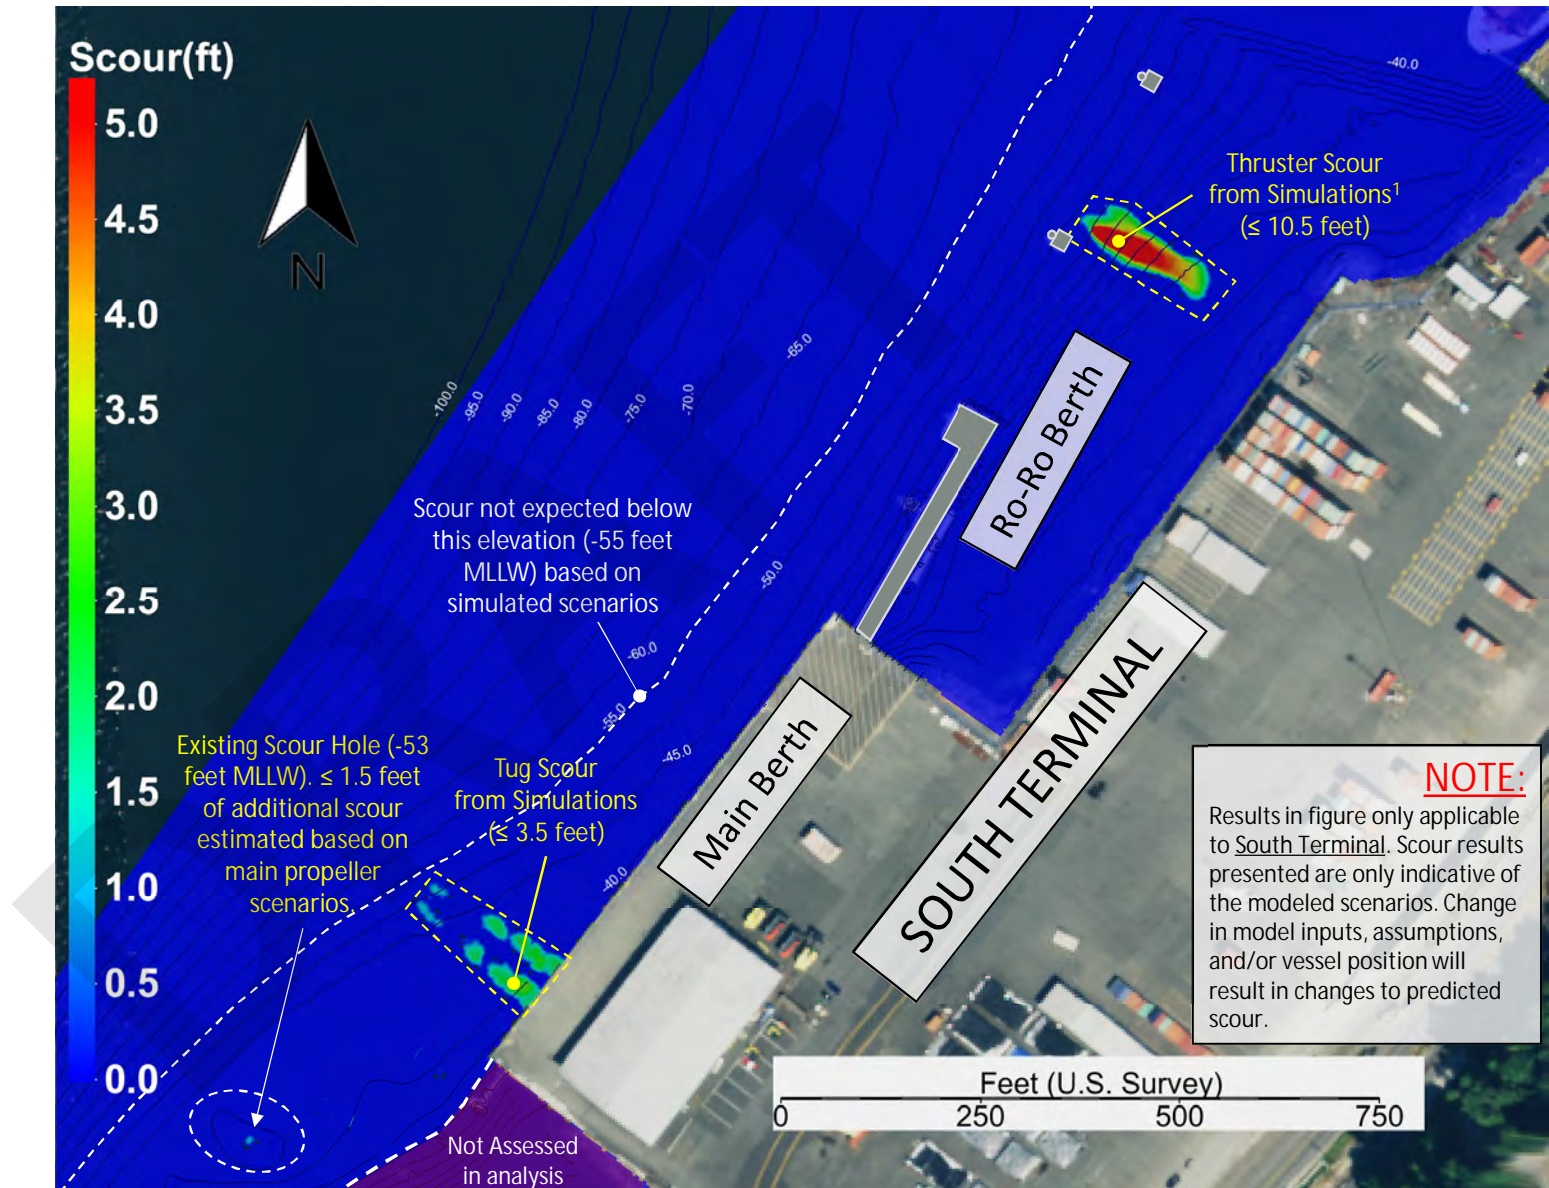 Scour(ft)
5.0
4.5
4.0
3.5
3.0
2.5
2.0
1.5
1.0
0.5
0.0
N
-40.0
Thruster Scour
from Simulations¹
(≤ 10.5 feet)
-65.0
-100.0
-95.0
-90.0
-85.0
-80.0
-75.0
-70.0
Ro-Ro Berth
Scour not expected below
this elevation (-55 feet
MLLW) based on
simulated scenarios
-50.0
-60.0
-55.0
-45.0
-40.0
Existing Scour Hole (-53
feet MLLW). ≤ 1.5 feet
of additional scour
estimated based on
main propeller
scenarios
Tug Scour
from Simulations
(≤ 3.5 feet)
Main Berth
SOUTH TERMINAL
NOTE:
Results in figure only applicable
to South Terminal. Scour results
presented are only indicative of
the modeled scenarios. Change
in model inputs, assumptions,
and/or vessel position will
result in changes to predicted
scour.
Feet (U.S. Survey)
0 250 500 750
Not Assessed
in analysis